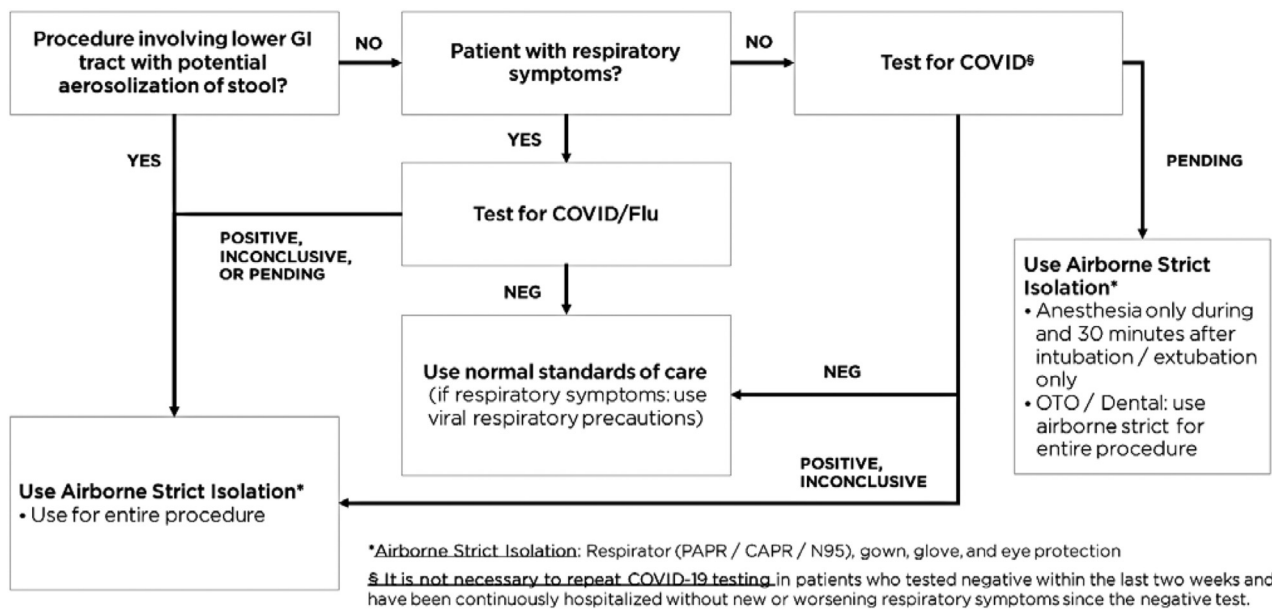 Procedure involving lower GI
tract with potential
aerosolization of stool?
NO
Patient with respiratory
symptoms?
NO
Test for COVID§
YES
YES
PENDING
Test for COVID/Flu
POSITIVE,
INCONCLUSIVE,
OR PENDING
NEG
Use Airborne Strict
Isolation*
• Anesthesia only during
and 30 minutes after
intubation / extubation
only
• OTO / Dental: use
airborne strict for
entire procedure
Use normal standards of care
(if respiratory symptoms: use
viral respiratory precautions)
NEG
POSITIVE,
INCONCLUSIVE
Use Airborne Strict Isolation*
• Use for entire procedure
*Airborne Strict Isolation: Respirator (PAPR / CAPR / N95), gown, glove, and eye protection
§ It is not necessary to repeat COVID-19 testing in patients who tested negative within the last two weeks and
have been continuously hospitalized without new or worsening respiratory symptoms since the negative test.